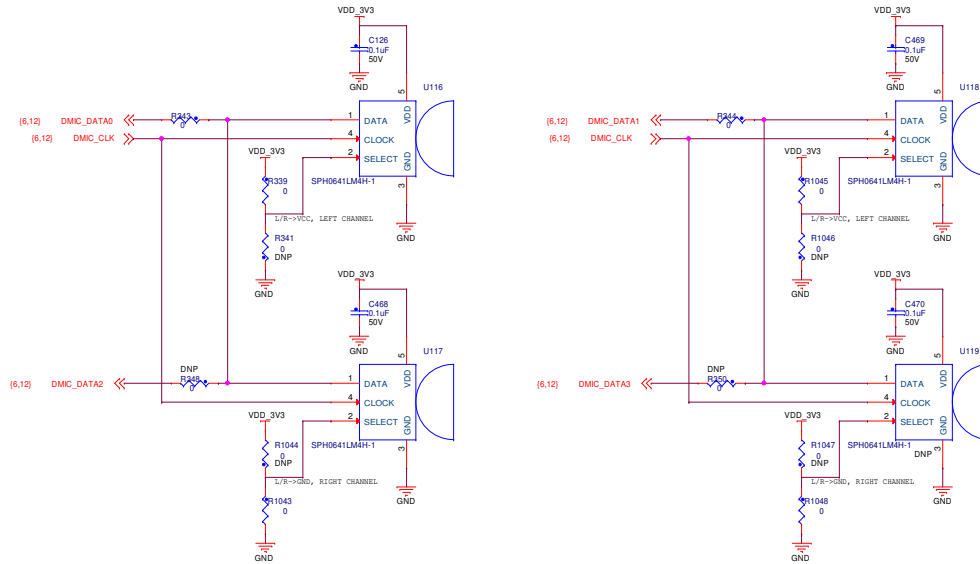 VDD_3V3
C126
0.1uF
50V
GND
U116
5
VDD
{6,12} DMIC_DATA0
R343
0
1 DATA
{6,12} DMIC_CLK
4 CLOCK
VDD_3V3
2 SELECT
GND
R339
0
SPH0641LM4H-1
3
L/R->VCC, LEFT CHANNEL
GND
R341
0
DNP
GND
VDD_3V3
C468
0.1uF
50V
GND
U117
5
VDD
{6,12} DMIC_DATA2
DNP
R348
0
1 DATA
4 CLOCK
VDD_3V3
2 SELECT
GND
R1044
0
DNP
SPH0641LM4H-1
3
L/R->GND, RIGHT CHANNEL
GND
R1043
0
GND
VDD_3V3
C469
0.1uF
50V
GND
U118
5
VDD
{6,12} DMIC_DATA1
R344
0
1 DATA
{6,12} DMIC_CLK
4 CLOCK
VDD_3V3
2 SELECT
GND
R1045
0
SPH0641LM4H-1
3
L/R->VCC, LEFT CHANNEL
GND
R1046
0
DNP
GND
VDD_3V3
C470
0.1uF
50V
GND
U119
5
VDD
{6,12} DMIC_DATA3
DNP
R350
0
1 DATA
4 CLOCK
VDD_3V3
2 SELECT
GND
R1047
0
DNP
SPH0641LM4H-1
DNP
3
L/R->GND, RIGHT CHANNEL
GND
R1048
0
GND